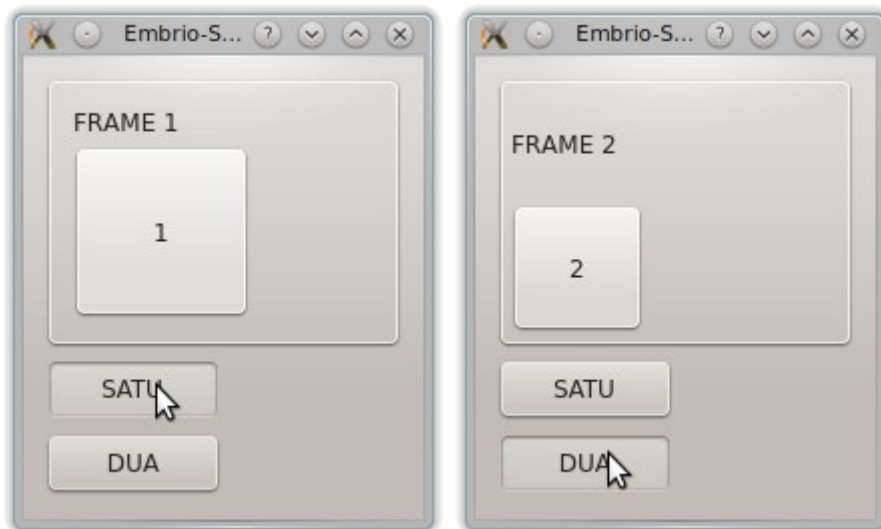 Embrio-S... ?
FRAME 1
1
SATU
DUA
Embrio-S... ?
FRAME 2
2
SATU
DUA